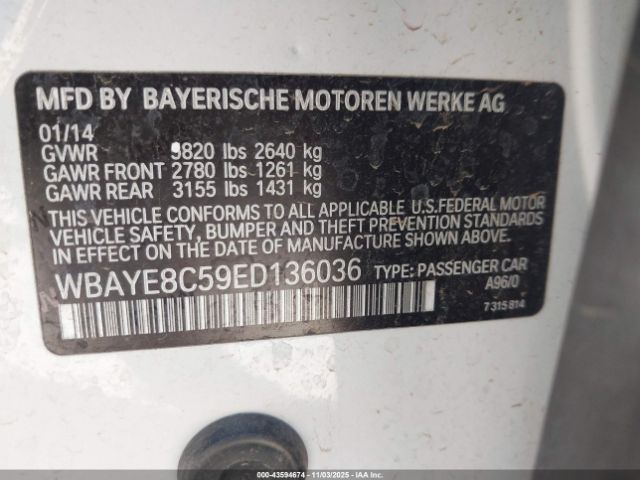 MFD BY BAYERISCHE MOTOREN WERKE AG
01/14
GVWR 5820 lbs 2640 kg
GAWR FRONT 2780 lbs 1261 kg
GAWR REAR 3155 lbs 1431 kg
THIS VEHICLE CONFORMS TO ALL APPLICABLE U.S.FEDERAL MOTOR
VEHICLE SAFETY, BUMPER AND THEFT PREVENTION STANDARDS
IN EFFECT ON THE DATE OF MANUFACTURE SHOWN ABOVE.
WBAYE8C59ED136036 TYPE: PASSENGER CAR
A96/0
7315814
000-43594674 | 11/03/2025 - IAAI.CA